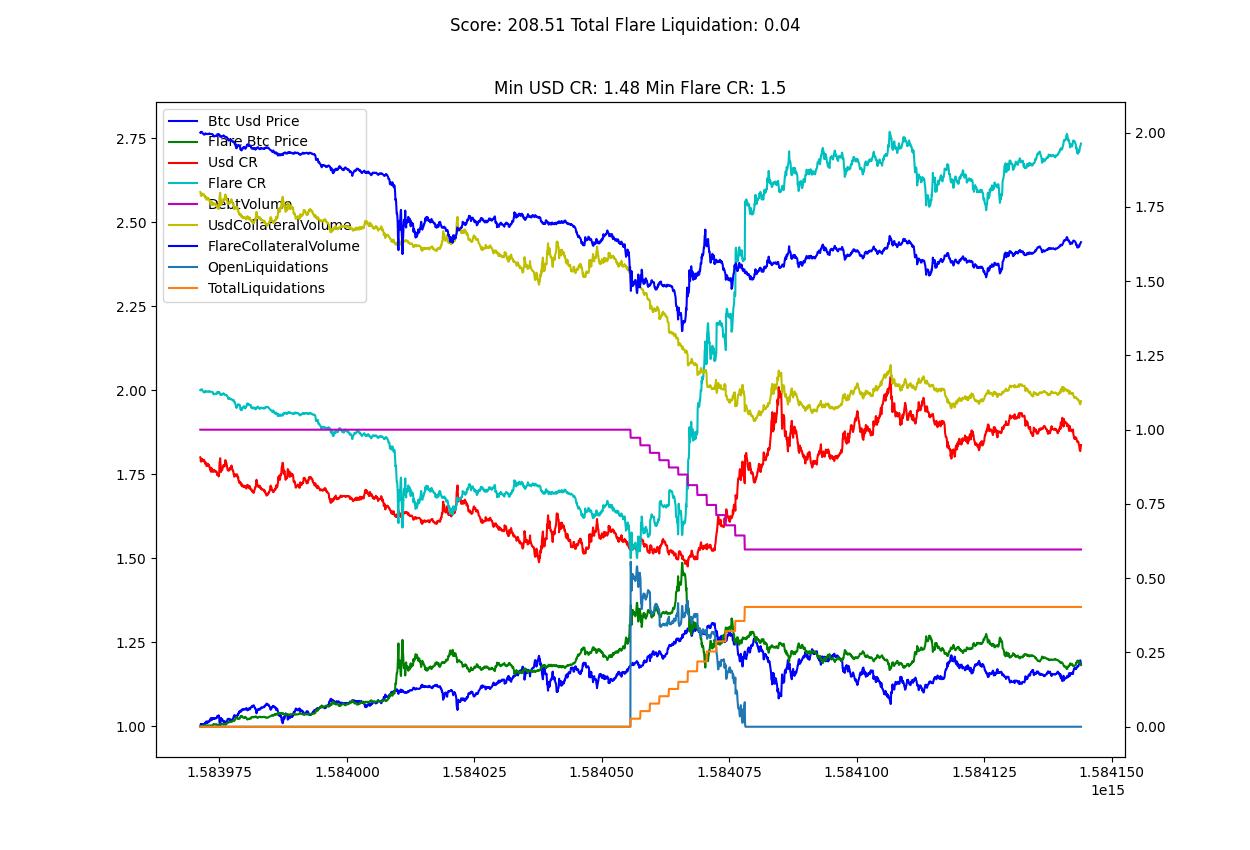 Score: 208.51 Total Flare Liquidation: 0.04
Min USD CR: 1.48 Min Flare CR: 1.5
Btc Usd Price
Flare Btc Price
Usd CR
Flare CR
DebtVolume
UsdCollateralVolume
FlareCollateralVolume
OpenLiquidations
TotalLiquidations
2.75
2.50
2.25
2.00
1.75
1.50
1.25
1.00
2.00
1.75
1.50
1.25
1.00
0.75
0.50
0.25
0.00
1.583975 1.584000 1.584025 1.584050 1.584075 1.584100 1.584125 1.584150
1e15